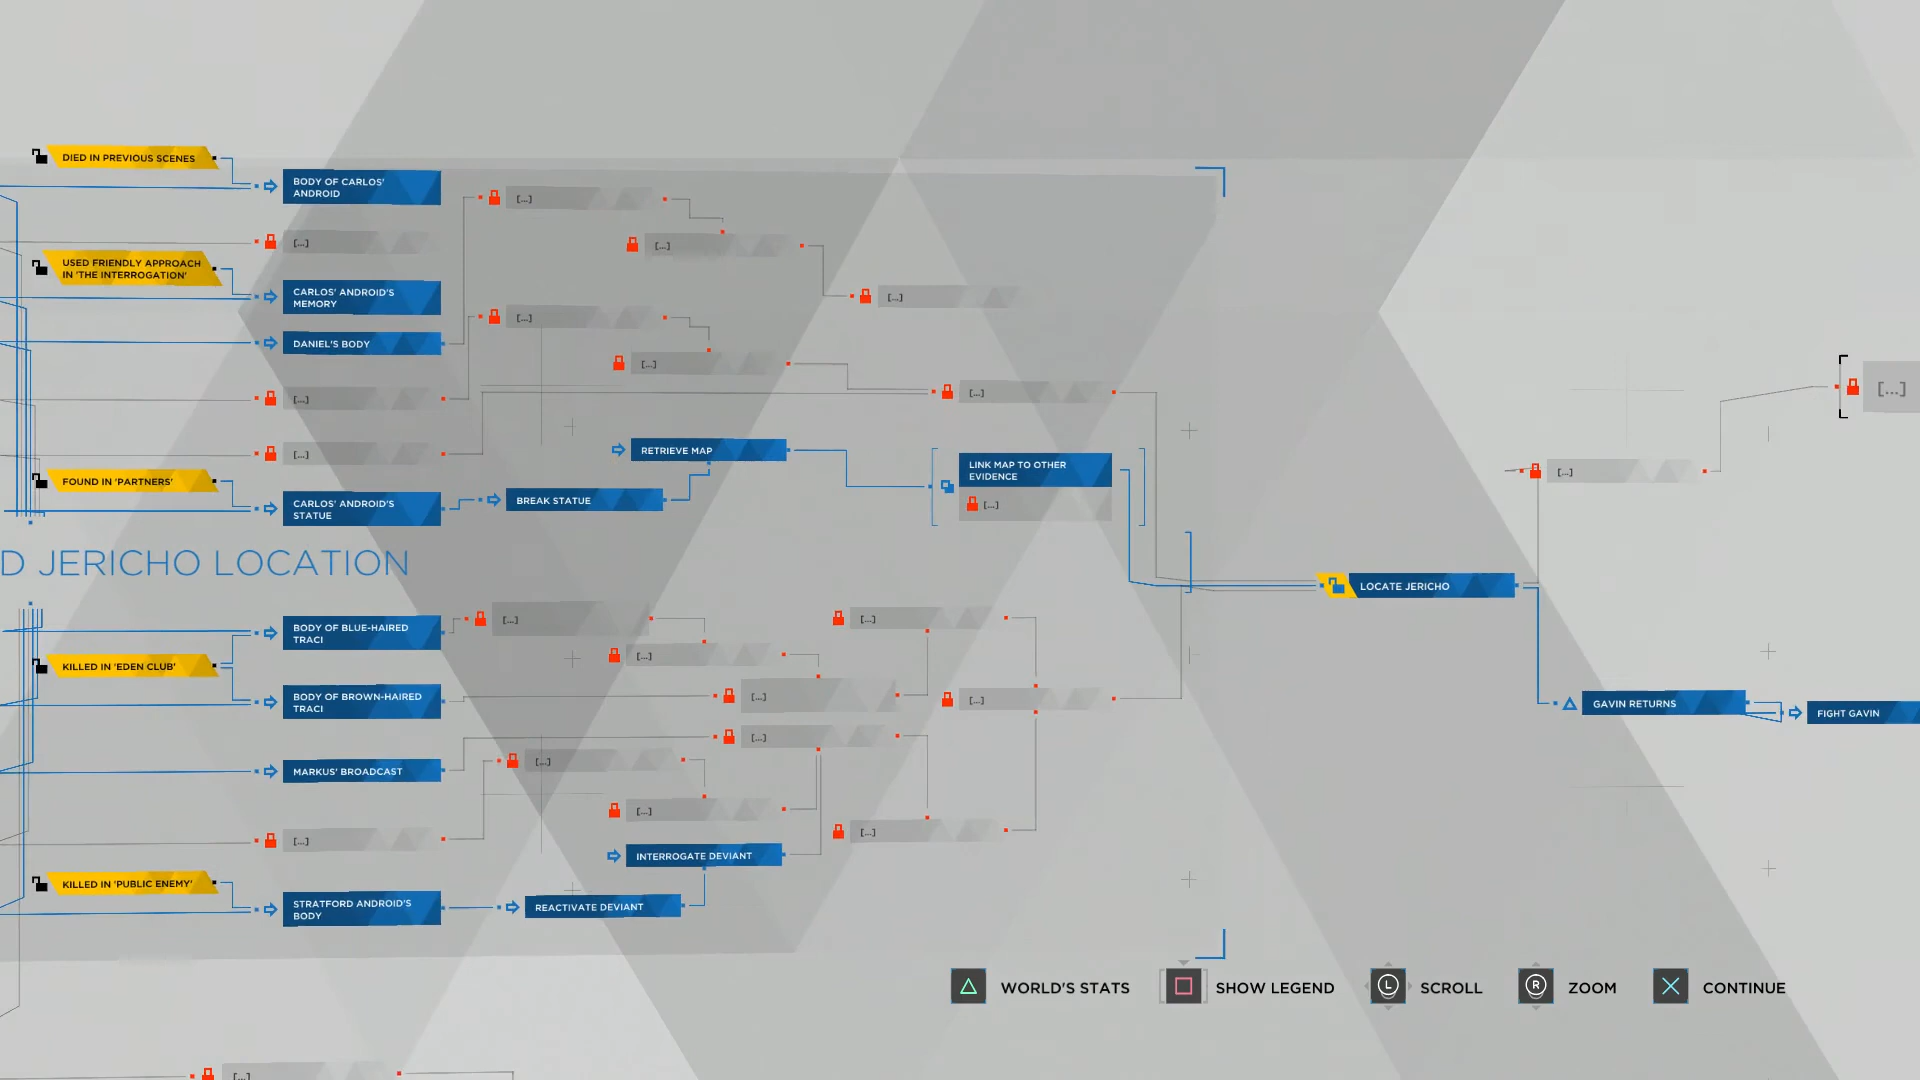 DIED IN PREVIOUS SCENES
BODY OF CARLOS'
ANDROID
[...]
[...]
[...]
USED FRIENDLY APPROACH
IN 'THE INTERROGATION'
CARLOS' ANDROID'S
MEMORY
[...]
[...]
DANIEL'S BODY
[...]
[...]
[...]
[...]
RETRIEVE MAP
[...]
LINK MAP TO OTHER
EVIDENCE
[...]
[...]
FOUND IN 'PARTNERS'
CARLOS' ANDROID'S
STATUE
BREAK STATUE
[...]
D JERICHO LOCATION
LOCATE JERICHO
BODY OF BLUE-HAIRED
TRACI
[...]
[...]
[...]
KILLED IN 'EDEN CLUB'
BODY OF BROWN-HAIRED
TRACI
[...]
[...]
GAVIN RETURNS
FIGHT GAVIN
[...]
MARKUS' BROADCAST
[...]
[...]
[...]
[...]
INTERROGATE DEVIANT
KILLED IN 'PUBLIC ENEMY'
STRATFORD ANDROID'S
BODY
REACTIVATE DEVIANT
WORLD'S STATS
SHOW LEGEND
L
SCROLL
R
ZOOM
CONTINUE
[...]